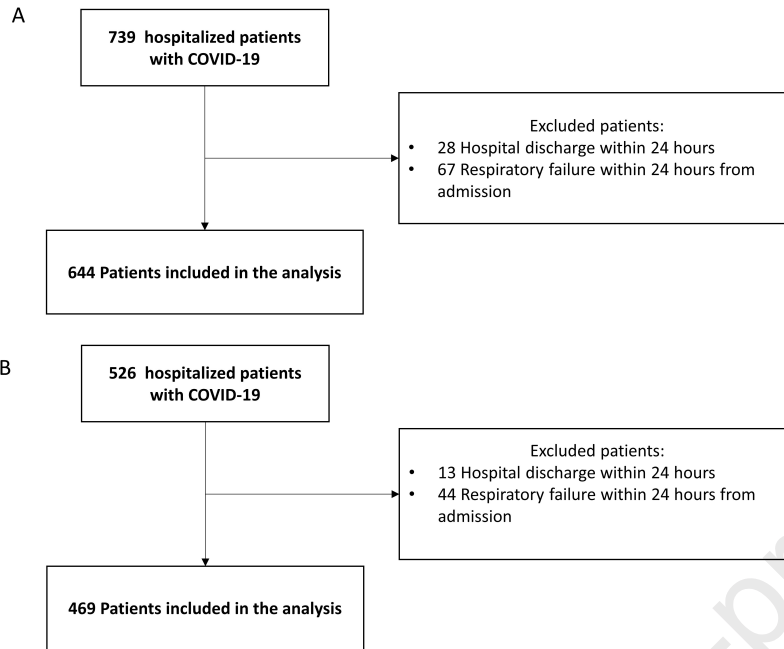 A
739 hospitalized patients
with COVID-19
Excluded patients:
• 28 Hospital discharge within 24 hours
• 67 Respiratory failure within 24 hours from
admission
644 Patients included in the analysis
B
526 hospitalized patients
with COVID-19
Excluded patients:
• 13 Hospital discharge within 24 hours
• 44 Respiratory failure within 24 hours from
admission
469 Patients included in the analysis